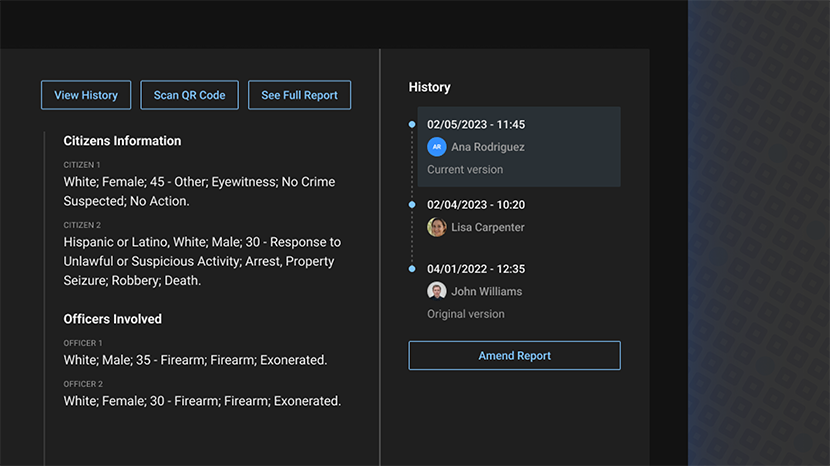 View History
Scan QR Code
See Full Report
Citizens Information
CITIZEN 1
White; Female; 45 - Other; Eyewitness; No Crime
Suspected; No Action.
CITIZEN 2
Hispanic or Latino, White; Male; 30 - Response to
Unlawful or Suspicious Activity; Arrest, Property
Seizure; Robbery; Death.
Officers Involved
OFFICER 1
White; Male; 35 - Firearm; Firearm; Exonerated.
OFFICER 2
White; Female; 30 - Firearm; Firearm; Exonerated.
History
02/05/2023 - 11:45
AR
Ana Rodriguez
Current version
02/04/2023 - 10:20
Lisa Carpenter
04/01/2022 - 12:35
John Williams
Original version
Amend Report